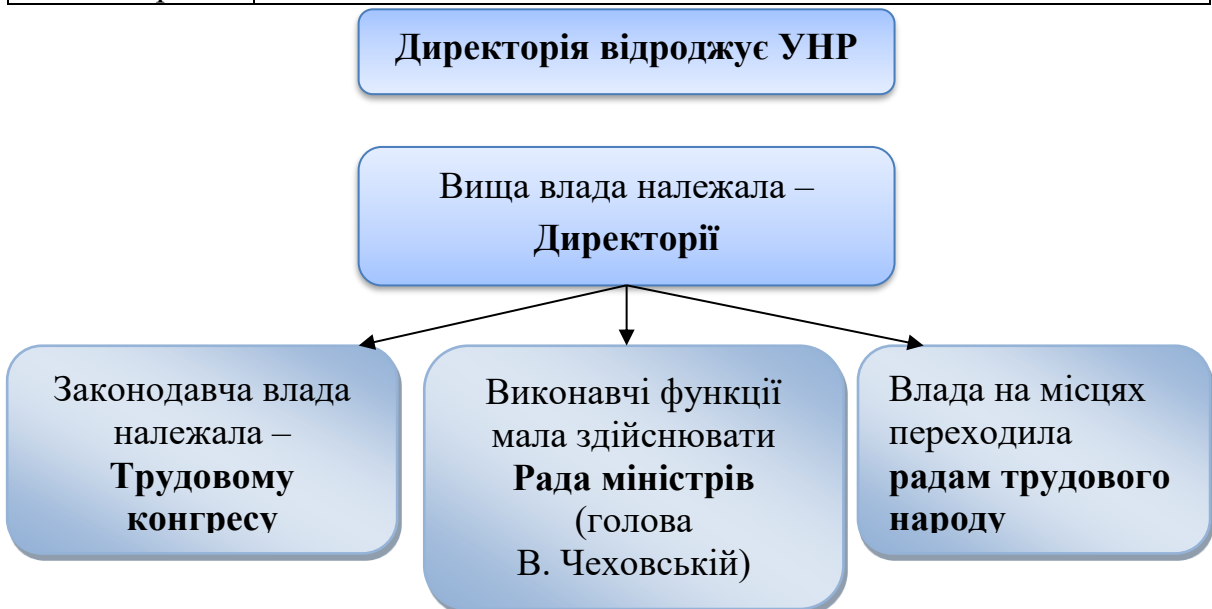 Директорія відроджує УНР
Вища влада належала –
Директорії
Законодавча влада
належала –
Трудовому
конгресу
Виконавчі функції
мала здійснювати
Рада міністрів
(голова
В. Чеховській)
Влада на місцях
переходила
радам трудового
народу